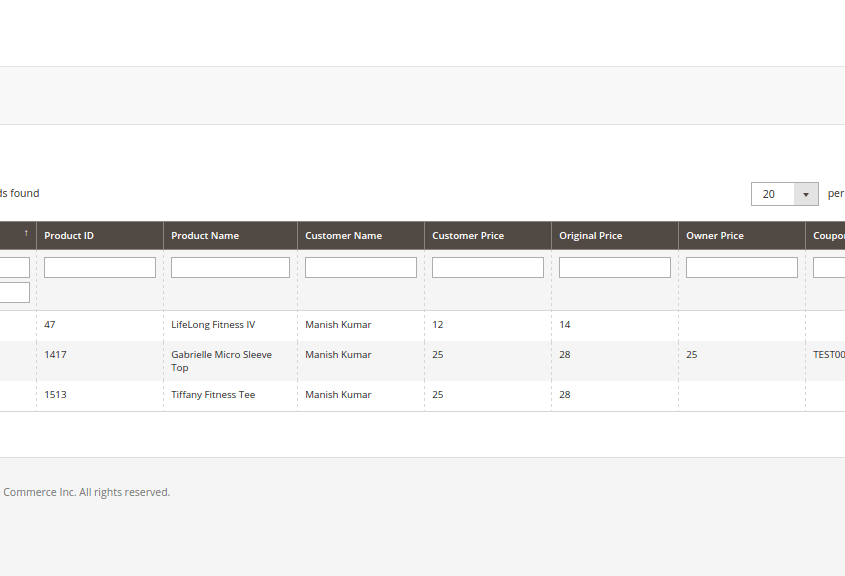 ds found
20
per
↑ Product ID Product Name Customer Name Customer Price Original Price Owner Price Coupon
47 LifeLong Fitness IV Manish Kumar 12 14
1417 Gabrielle Micro Sleeve Manish Kumar 25 28 25 TEST00
Top
1513 Tiffany Fitness Tee Manish Kumar 25 28
Commerce Inc. All rights reserved.